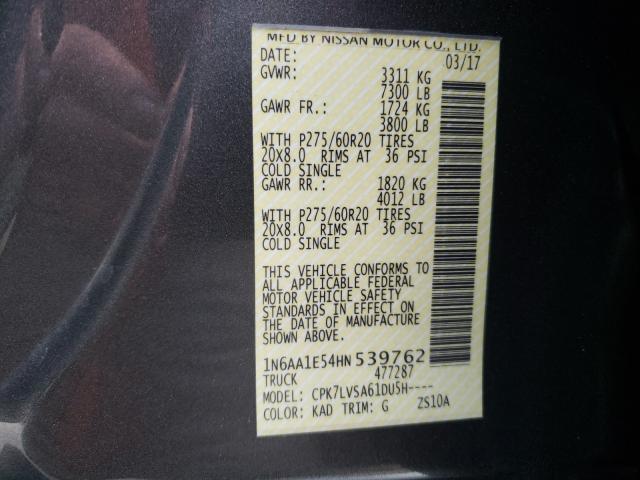 MFD BY NISSAN MOTOR CO., LTD.
DATE: 03/17
GVWR: 3311 KG
7300 LB
GAWR FR.: 1724 KG
3800 LB
WITH P275/60R20 TIRES
20X8.0 RIMS AT 36 PSI
COLD SINGLE
GAWR RR.: 1820 KG
4012 LB
WITH P275/60R20 TIRES
20X8.0 RIMS AT 36 PSI
COLD SINGLE
THIS VEHICLE CONFORMS TO
ALL APPLICABLE FEDERAL
MOTOR VEHICLE SAFETY
STANDARDS IN EFFECT ON
THE DATE OF MANUFACTURE
SHOWN ABOVE.
1N6AA1E54HN539762
TRUCK 477287
MODEL: CPK7LVSA61DU5H----
COLOR: KAD TRIM: G ZS10A